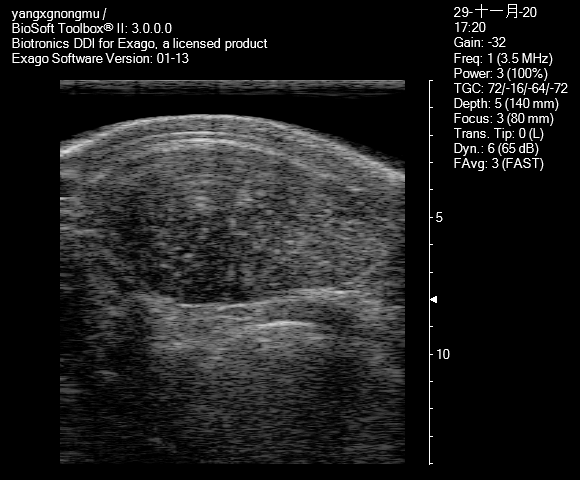 yangxgnongmu /
BioSoft Toolbox® II: 3.0.0.0
Biotronics DDI for Exago, a licensed product
Exago Software Version: 01-13
29-十一月-20
17:20
Gain: -32
Freq: 1 (3.5 MHz)
Power: 3 (100%)
TGC: 72/-16/-64/-72
Depth: 5 (140 mm)
Focus: 3 (80 mm)
Trans. Tip: 0 (L)
Dyn.: 6 (65 dB)
FAvg: 3 (FAST)
5
10